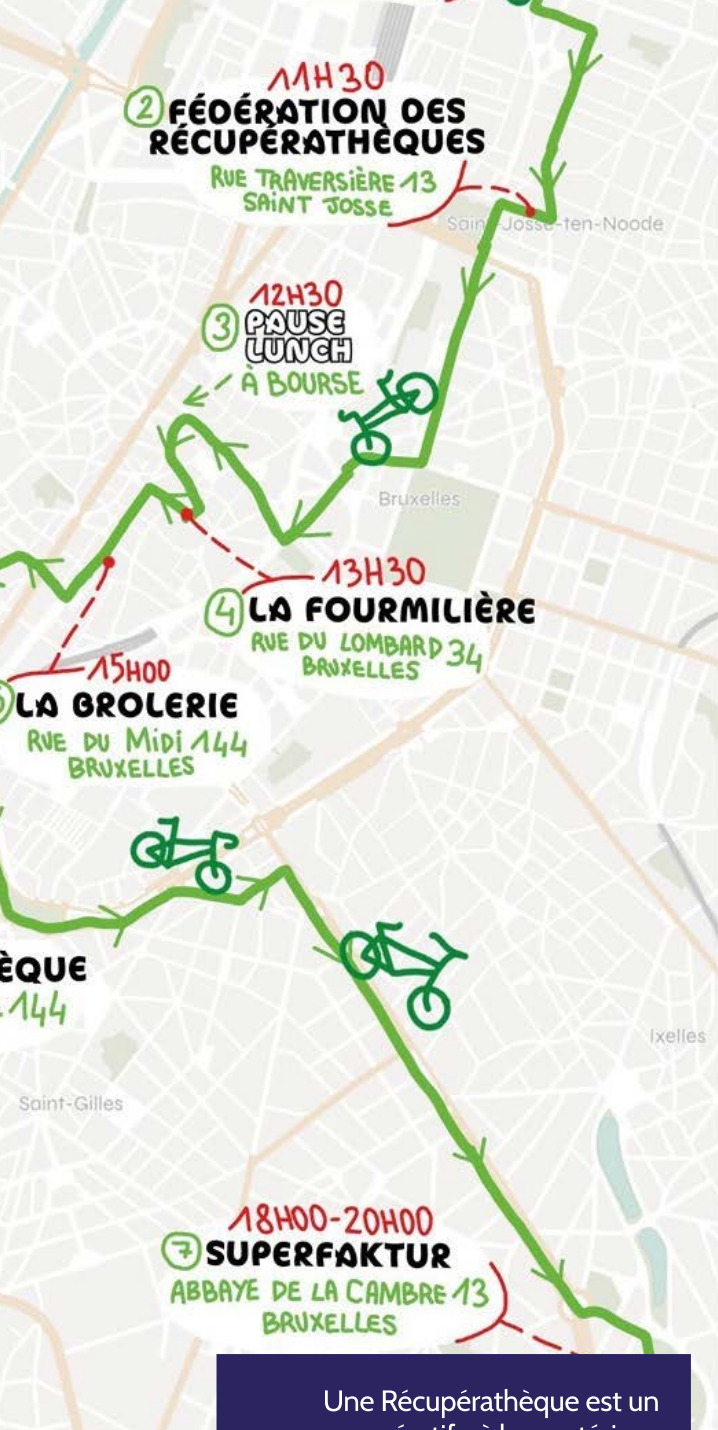 11H30
2 FÉDÉRATION DES
RÉCUPÉRATHÈQUES
RUE TRAVERSIÈRE 13
SAINT JOSSE
Saint-Josse-ten-Noode
12H30
3 PAUSE
LUNCH
À BOURSE
Bruxelles
13H30
4 LA FOURMILIÈRE
RUE DU LOMBARD 34
BRUXELLES
15H00
LA BROLERIE
RUE DU MIDI 144
BRUXELLES
ÈQUE
144
Ixelles
Saint-Gilles
18H00-20H00
7 SUPERFAKTUR
ABBAYE DE LA CAMBRE 13
BRUXELLES
Une Récupérathèque est un